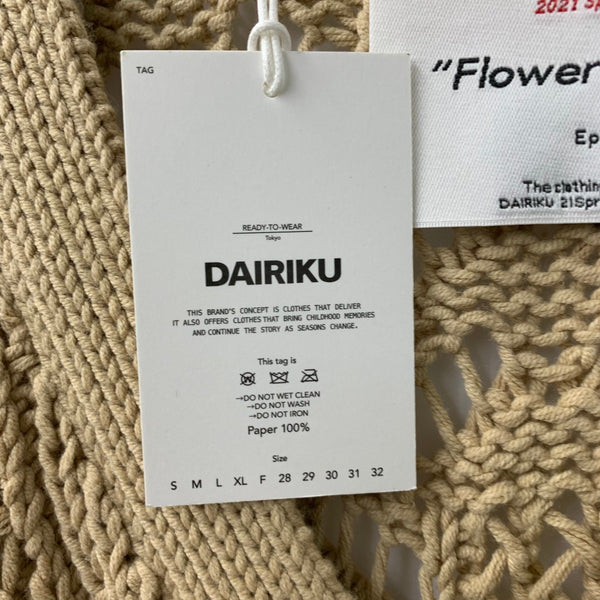 TAG
READY-TO-WEAR
Tokyo
DAIRIKU
THIS BRAND'S CONCEPT IS CLOTHES THAT DELIVER
IT ALSO OFFERS CLOTHES THAT BRING CHILDHOOD MEMORIES
AND CONTINUE THE STORY AS SEASONS CHANGE.
This tag is
→DO NOT WET CLEAN
→DO NOT WASH
→DO NOT IRON
Paper 100%
Size
S M L XL F 28 29 30 31 32
2021 Sp
"Flower
Ep
The clothin
DAIRIKU 21Spr